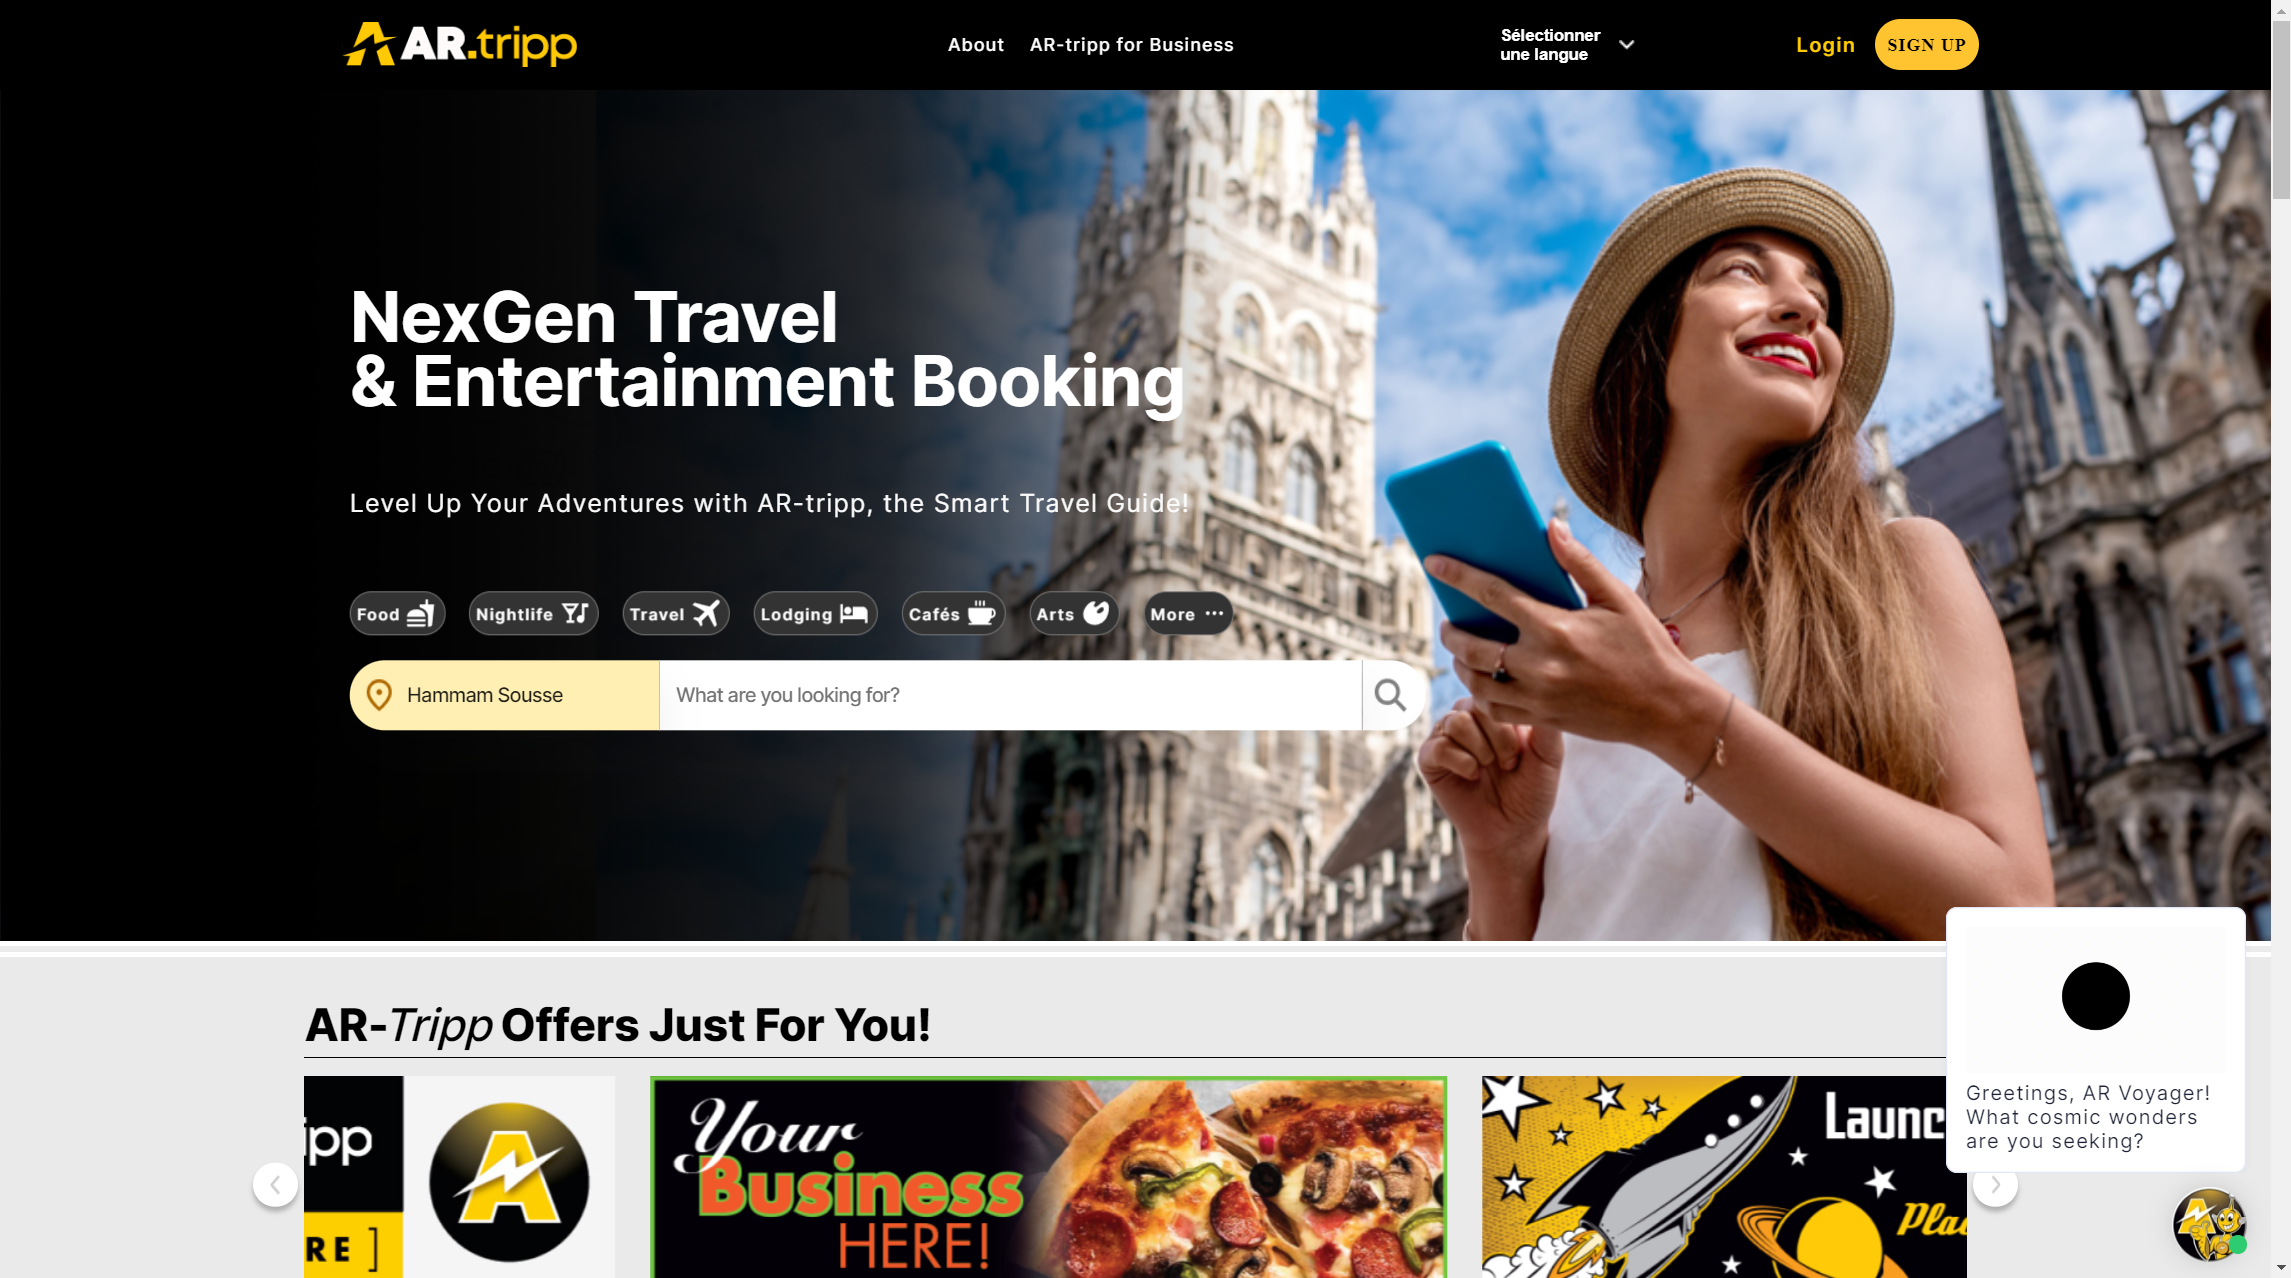 AR.tripp
About
AR-tripp for Business
Sélectionner
une langue
Login
SIGN UP
NexGen Travel
& Entertainment Booking
Level Up Your Adventures with AR-tripp, the Smart Travel Guide!
Food
Nightlife
Travel
Lodging
Cafés
Arts
More
Hammam Sousse
What are you looking for?
AR-Tripp Offers Just For You!
ipp
RE ]
A
Your
Business
HERE!
Launc
Pla
Greetings, AR Voyager!
What cosmic wonders
are you seeking?